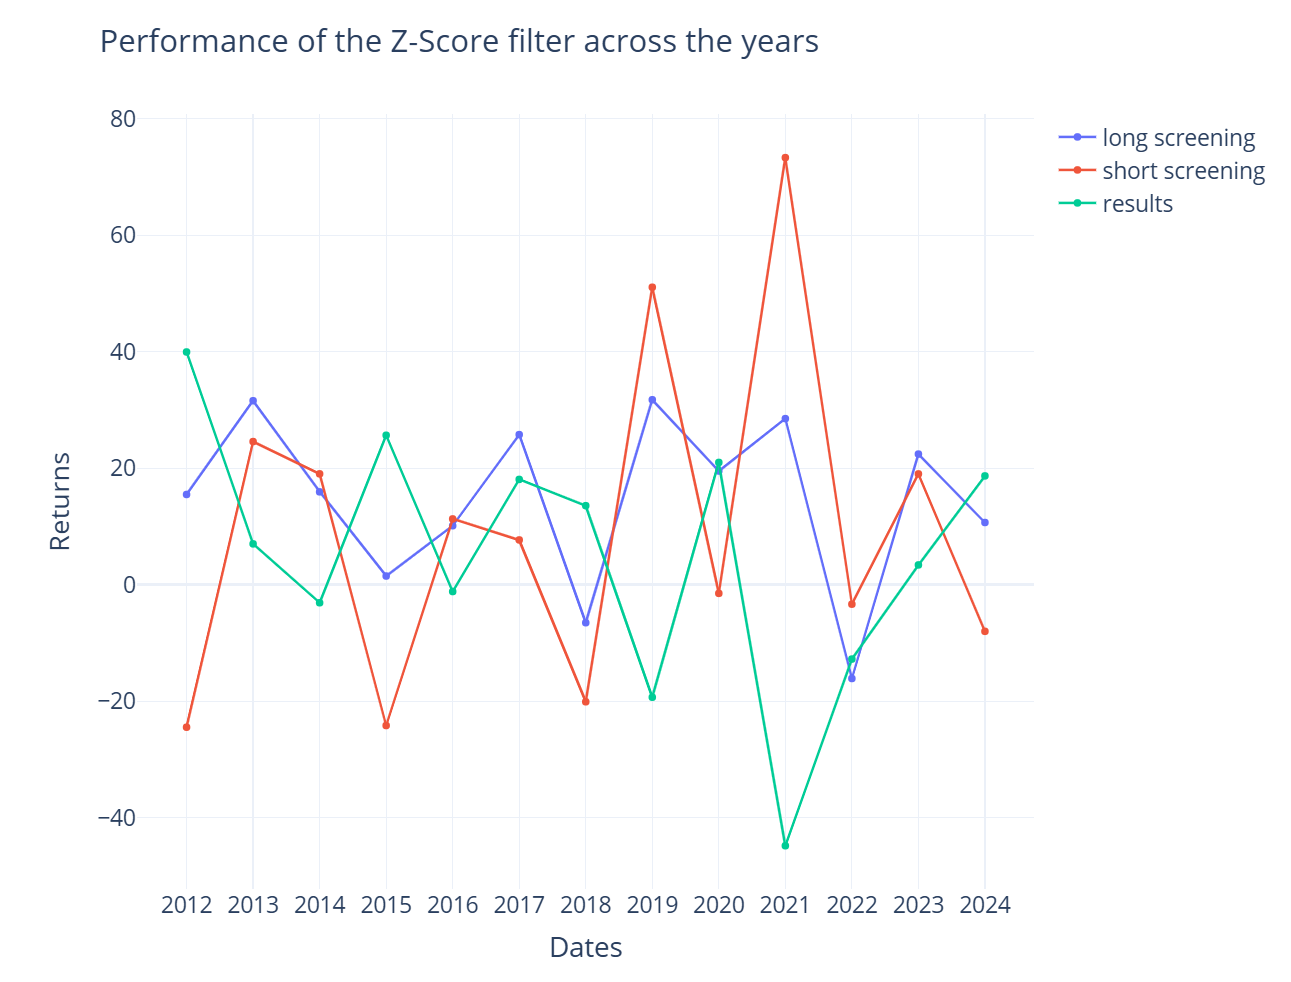 Performance of the Z-Score filter across the years
long screening
short screening
results
Returns
80
60
40
20
0
−20
−40
2012 2013 2014 2015 2016 2017 2018 2019 2020 2021 2022 2023 2024
Dates